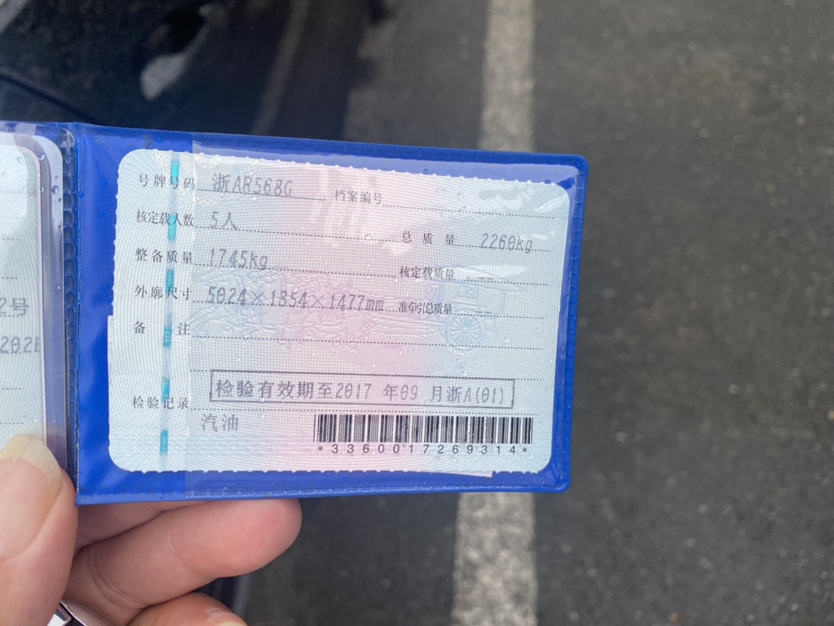 号牌号码 浙AR568G 档案编号
核定载人数 5人 总质量 2260kg
整备质量 1745kg 核定载质量 --
外廓尺寸 5024×1854×1477mm 准牵引总质量 --
备注
检验有效期至2017年09月浙A(01)
检验记录
汽油
*3360017269314*
2号